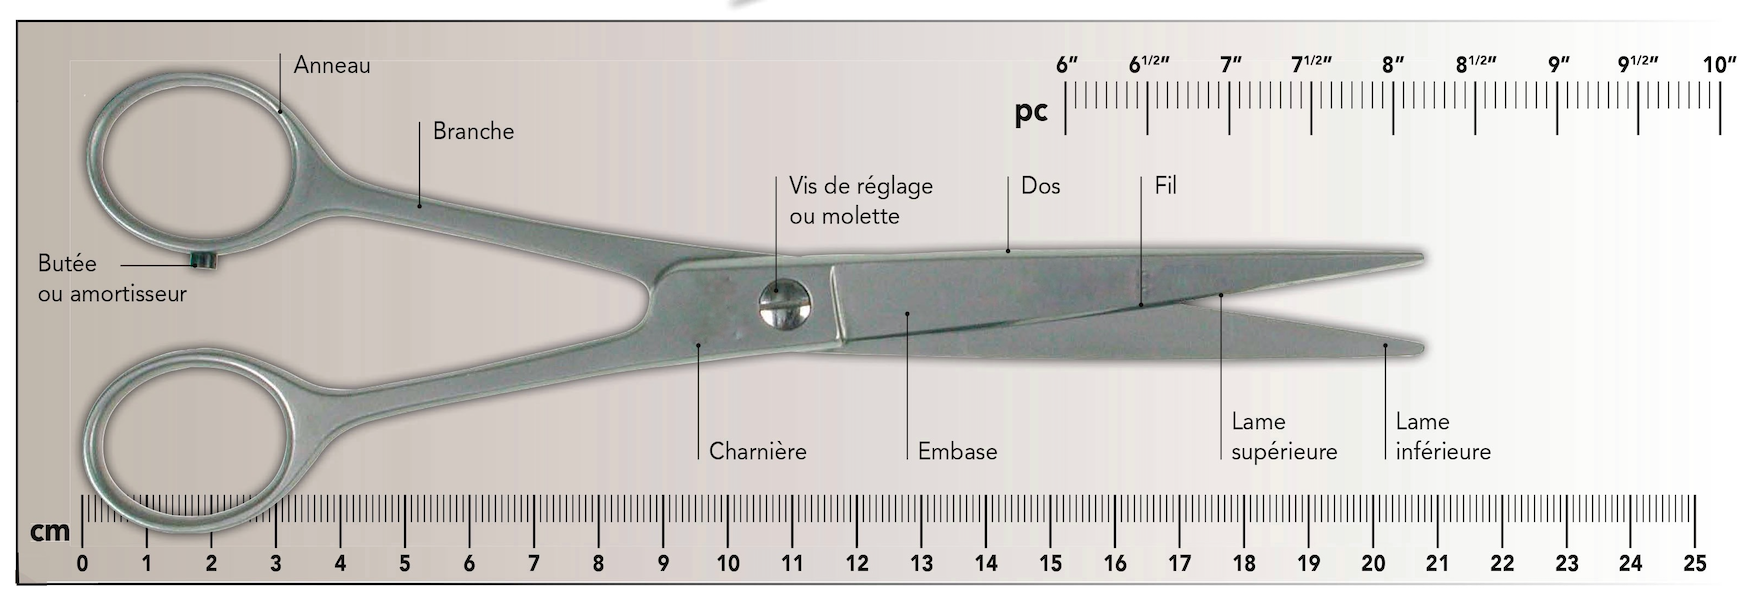 Anneau
6″ 6 1/2″ 7″ 7 1/2″ 8″ 8 1/2″ 9″ 9 1/2″ 10″
pc
Branche
Vis de réglage
ou molette
Dos
Fil
Butée
ou amortisseur
Charnière
Embase
Lame
supérieure
Lame
inférieure
cm
0 1 2 3 4 5 6 7 8 9 10 11 12 13 14 15 16 17 18 19 20 21 22 23 24 25